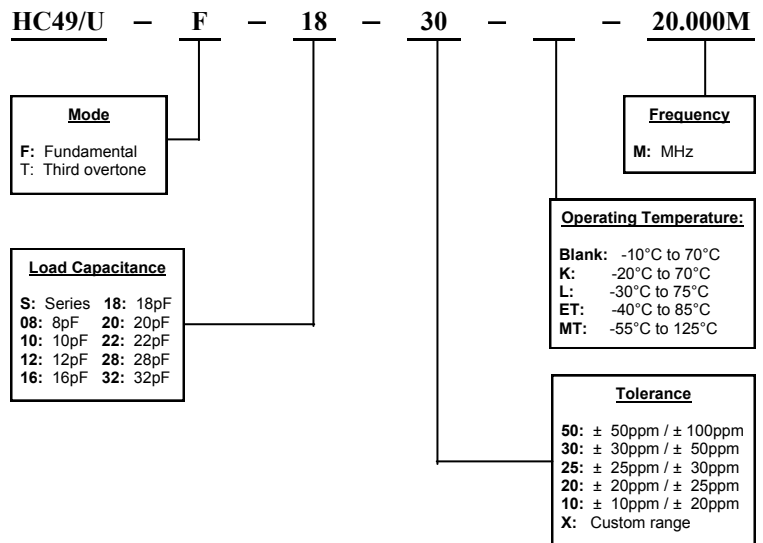 HC49/U – F – 18 – 30 – – 20.000M
Mode
F: Fundamental
T: Third overtone
Frequency
M: MHz
Operating Temperature:
Blank: -10°C to 70°C
K: -20°C to 70°C
L: -30°C to 75°C
ET: -40°C to 85°C
MT: -55°C to 125°C
Load Capacitance
S: Series 18: 18pF
08: 8pF 20: 20pF
10: 10pF 22: 22pF
12: 12pF 28: 28pF
16: 16pF 32: 32pF
Tolerance
50: ± 50ppm / ± 100ppm
30: ± 30ppm / ± 50ppm
25: ± 25ppm / ± 30ppm
20: ± 20ppm / ± 25ppm
10: ± 10ppm / ± 20ppm
X: Custom range